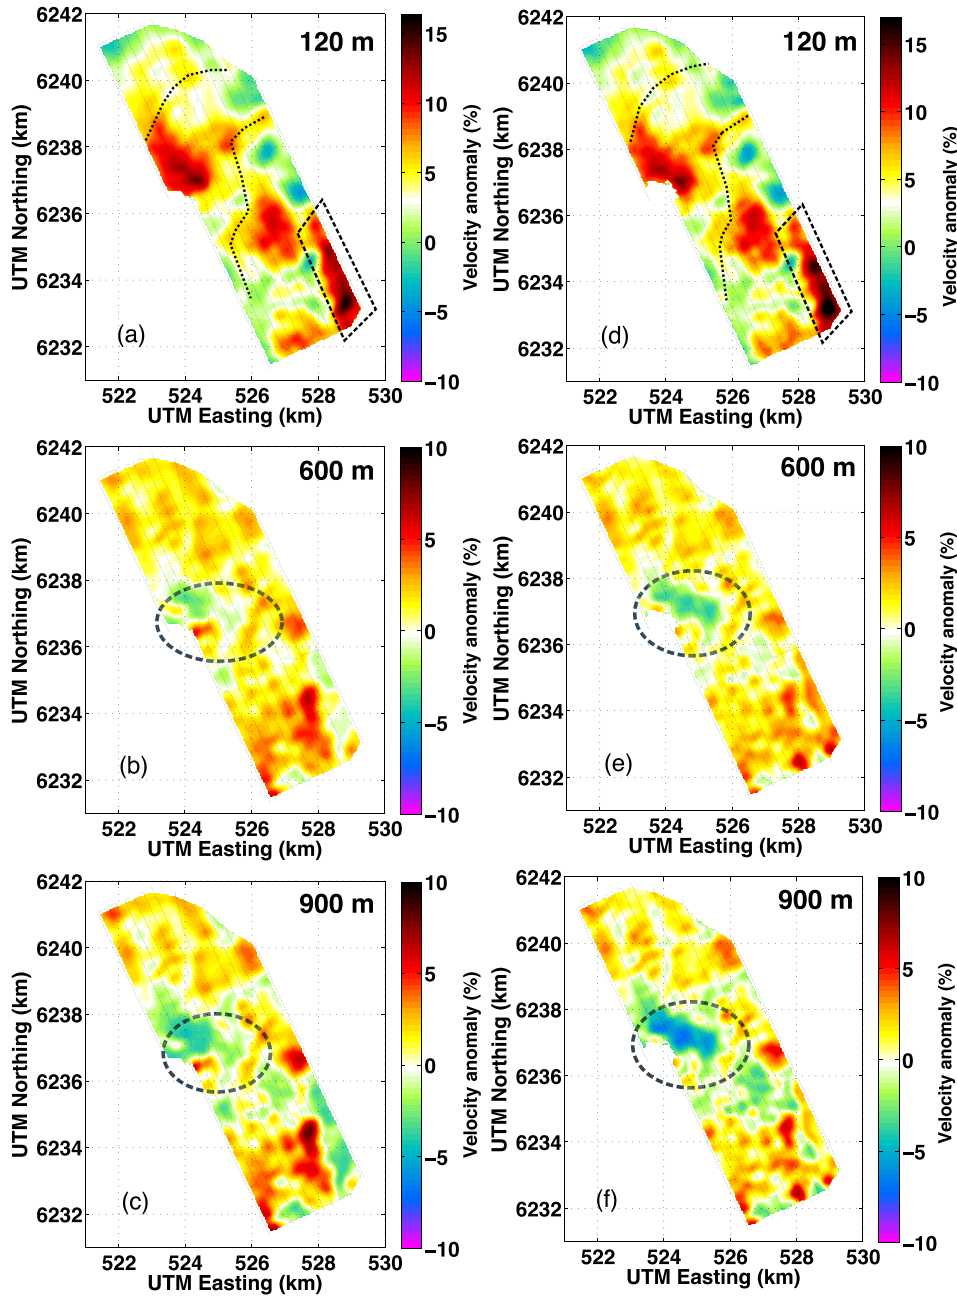 6242
6240
6238
6236
6234
6232
UTM Northing (km)
120 m
(a)
522 524 526 528 530
UTM Easting (km)
15
10
5
0
−5
−10
Velocity anomaly (%)
6242
6240
6238
6236
6234
6232
UTM Northing (km)
120 m
(d)
522 524 526 528 530
UTM Easting (km)
15
10
5
0
−5
−10
Velocity anomaly (%)
6242
6240
6238
6236
6234
6232
UTM Northing (km)
600 m
(b)
522 524 526 528 530
UTM Easting (km)
10
5
0
−5
−10
Velocity anomaly (%)
6242
6240
6238
6236
6234
6232
UTM Northing (km)
600 m
(e)
522 524 526 528 530
UTM Easting (km)
10
5
0
−5
−10
Velocity anomaly (%)
6242
6240
6238
6236
6234
6232
UTM Northing (km)
900 m
(c)
522 524 526 528 530
UTM Easting (km)
10
5
0
−5
−10
Velocity anomaly (%)
6242
6240
6238
6236
6234
6232
UTM Northing (km)
900 m
(f)
522 524 526 528 530
UTM Easting (km)
10
5
0
−5
−10
Velocity anomaly (%)